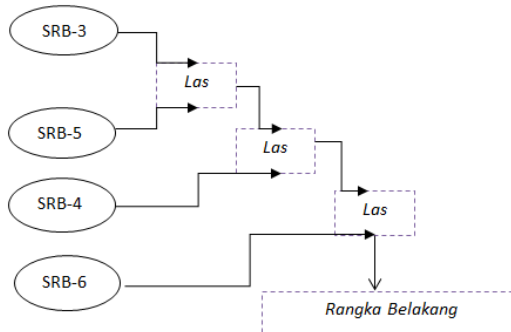 SRB-3
Las
SRB-5
Las
SRB-4
Las
SRB-6
Rangka Belakang